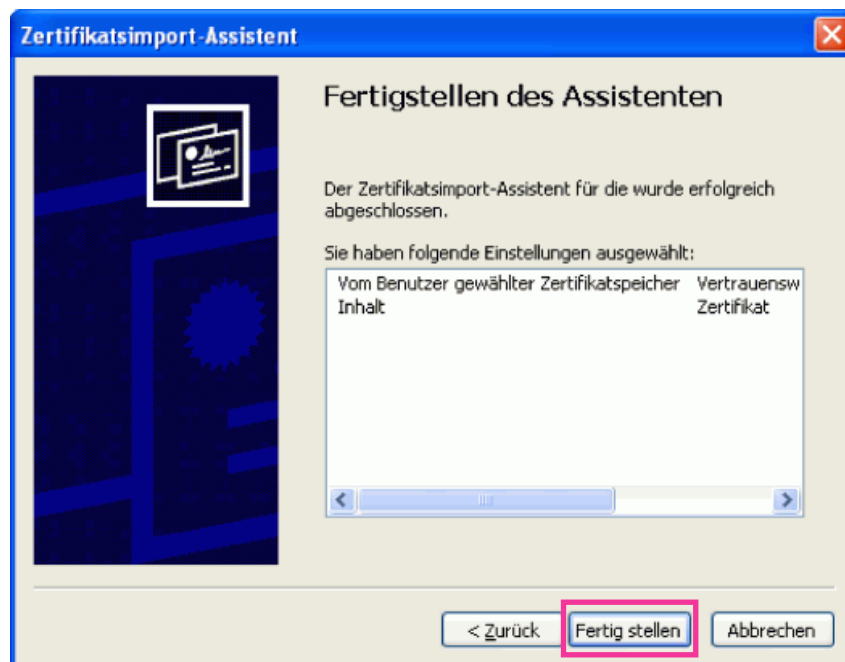 Zertifikatsimport-Assistent
Fertigstellen des Assistenten
Der Zertifikatsimport-Assistent für die wurde erfolgreich
abgeschlossen.
Sie haben folgende Einstellungen ausgewählt:
Vom Benutzer gewählter Zertifikatspeicher Vertrauensw
Inhalt Zertifikat
< Zurück Fertig stellen Abbrechen